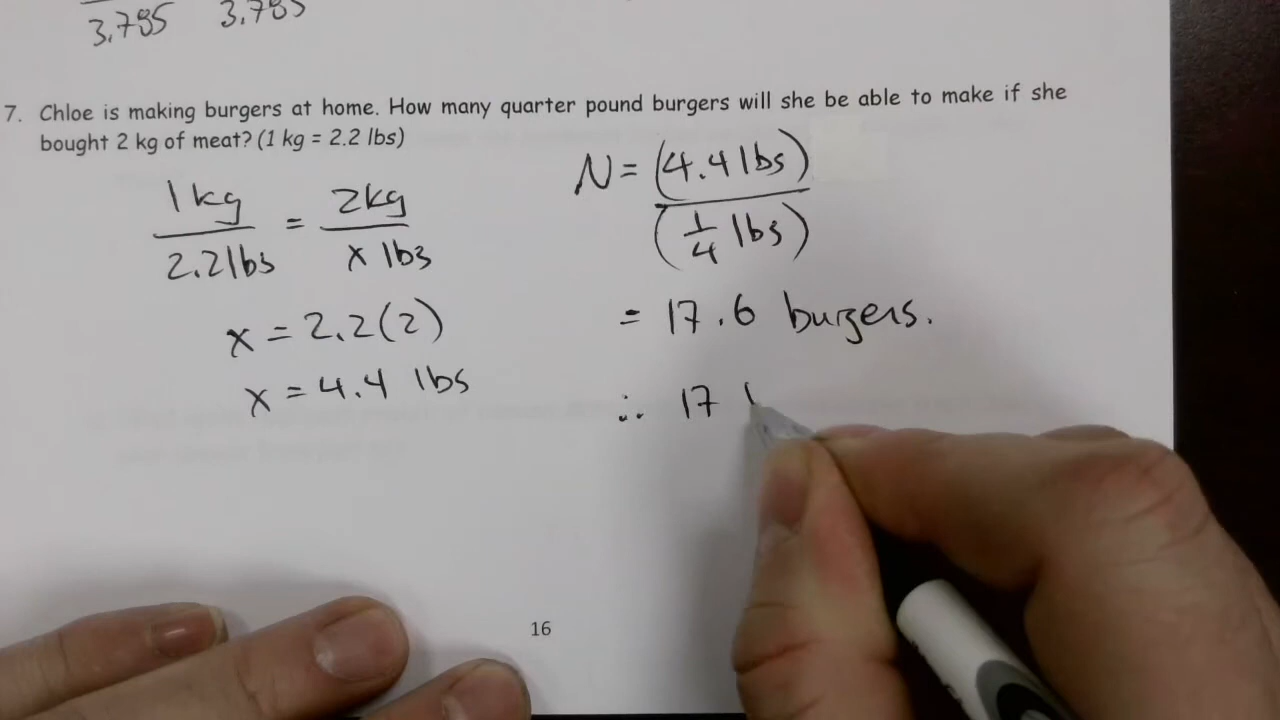 3.785 3.785
7. Chloe is making burgers at home. How many quarter pound burgers will she be able to make if she
bought 2 kg of meat? (1 kg = 2.2 lbs)
1kg / 2.2lbs = 2kg / x lbs
x = 2.2(2)
x = 4.4 lbs
N = (4.4 lbs) / (1/4 lbs)
= 17.6 burgers.
∴ 17
16